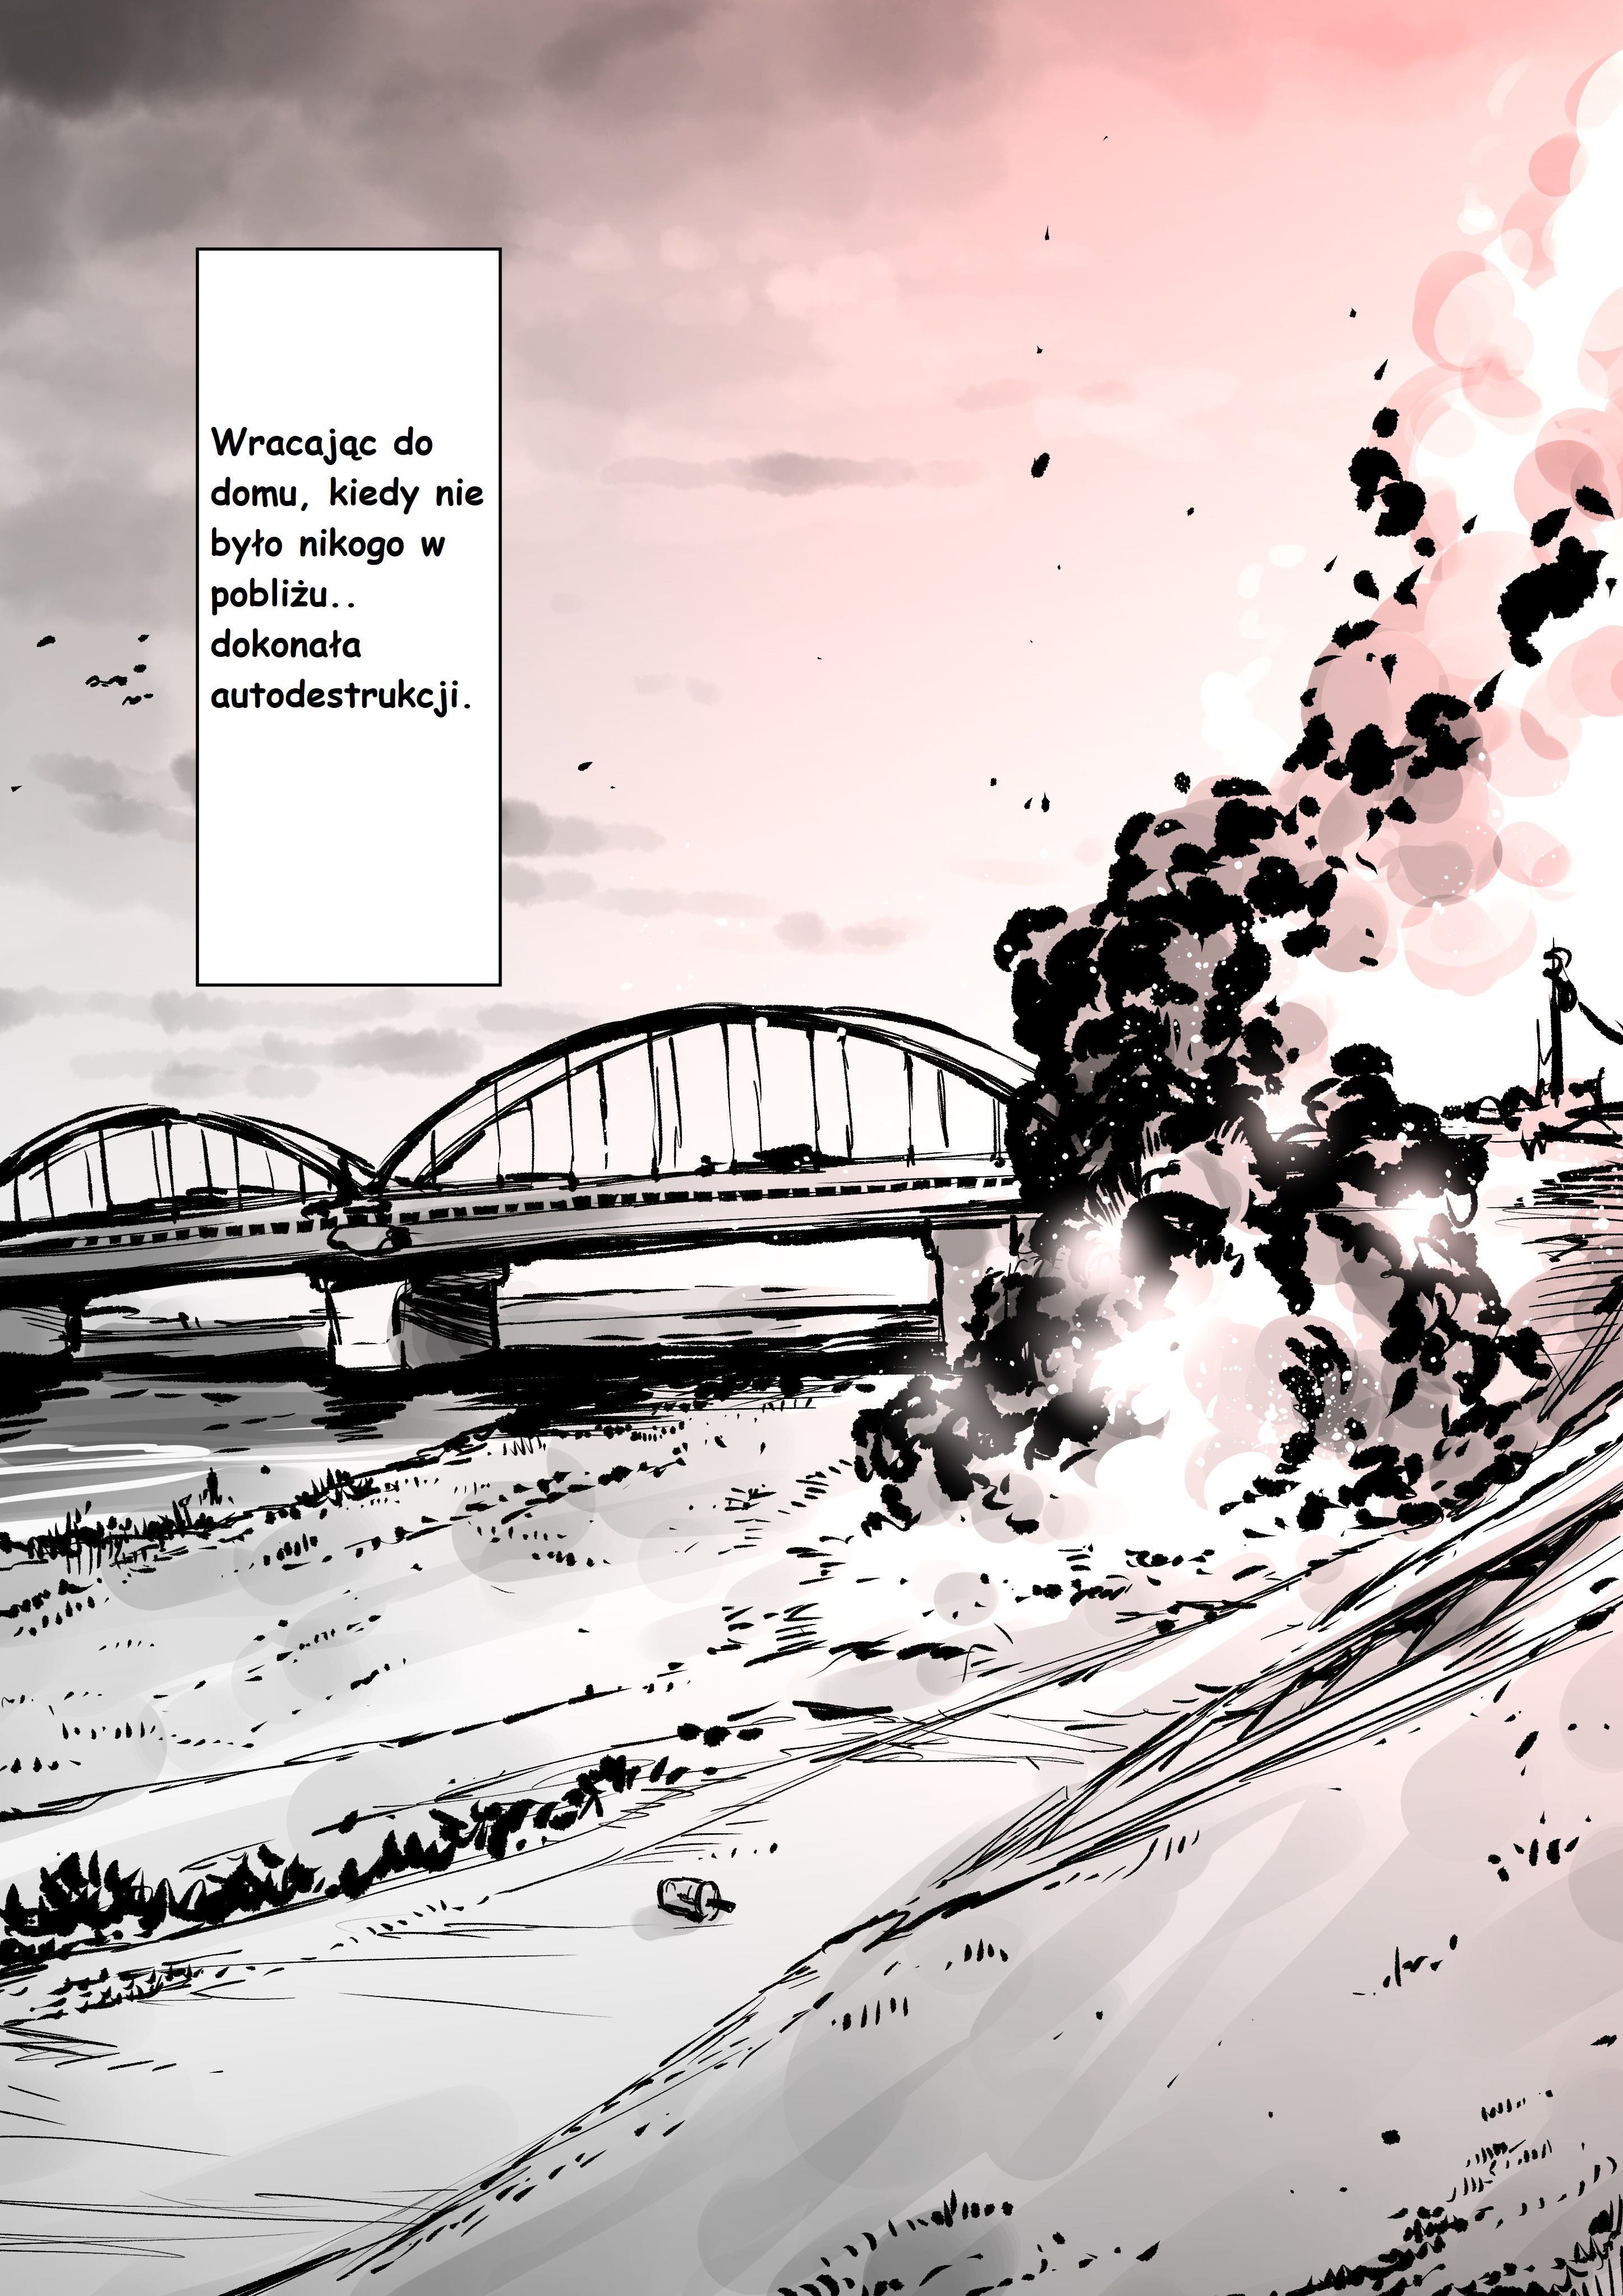 Wracając do
domu, kiedy nie
było nikogo w
pobliżu..
dokonała
autodestrukcji.